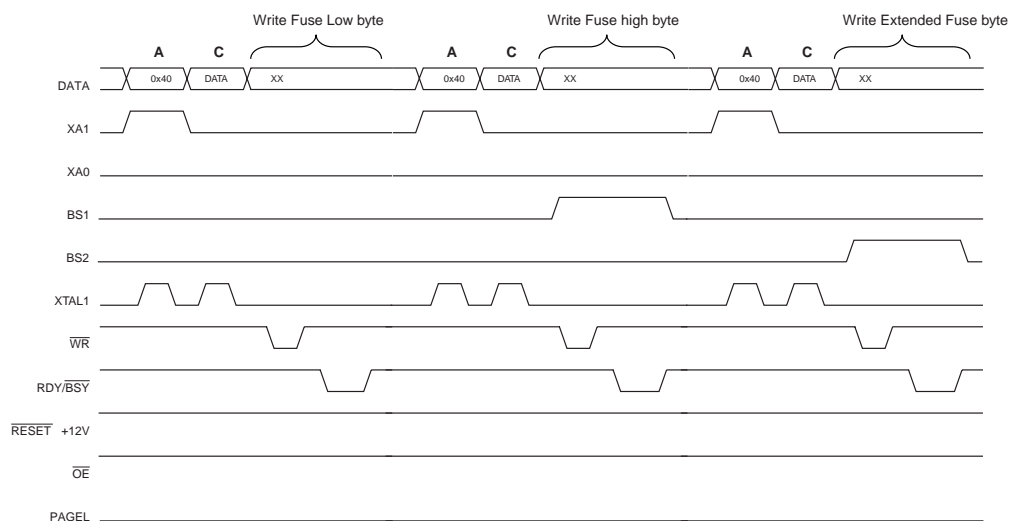 Write Fuse Low byte Write Fuse high byte Write Extended Fuse byte
A C A C A C
DATA 0x40 DATA XX 0x40 DATA XX 0x40 DATA XX
XA1
XA0
BS1
BS2
XTAL1
WR
RDY/BSY
RESET +12V
OE
PAGEL